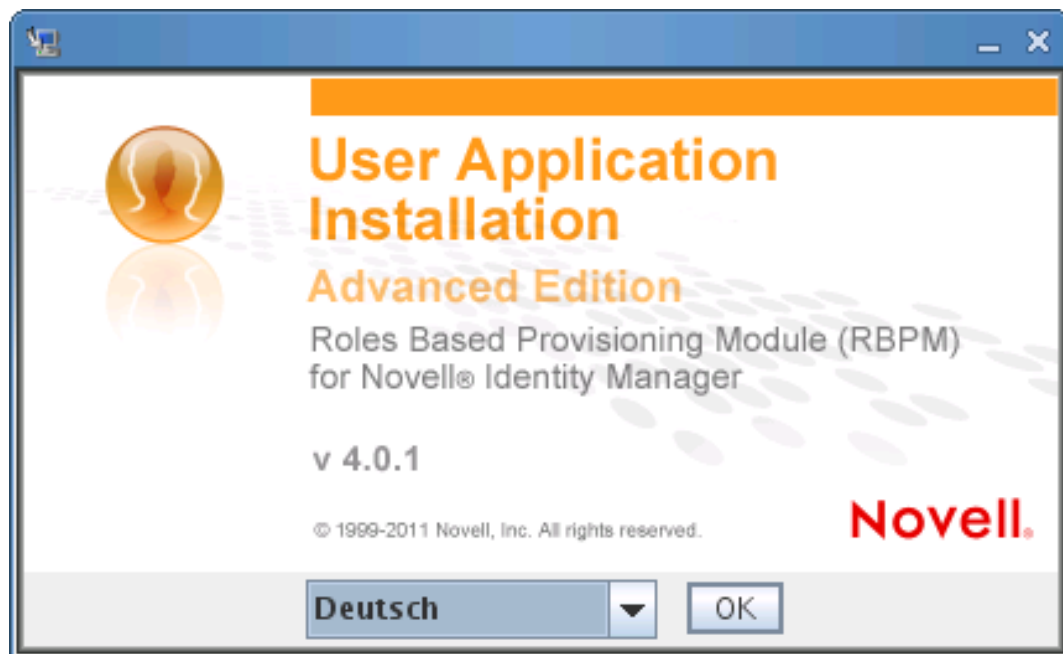 User Application
Installation
Advanced Edition
Roles Based Provisioning Module (RBPM)
for Novell® Identity Manager
v 4.0.1
© 1999-2011 Novell, Inc. All rights reserved.
Novell®
Deutsch
OK